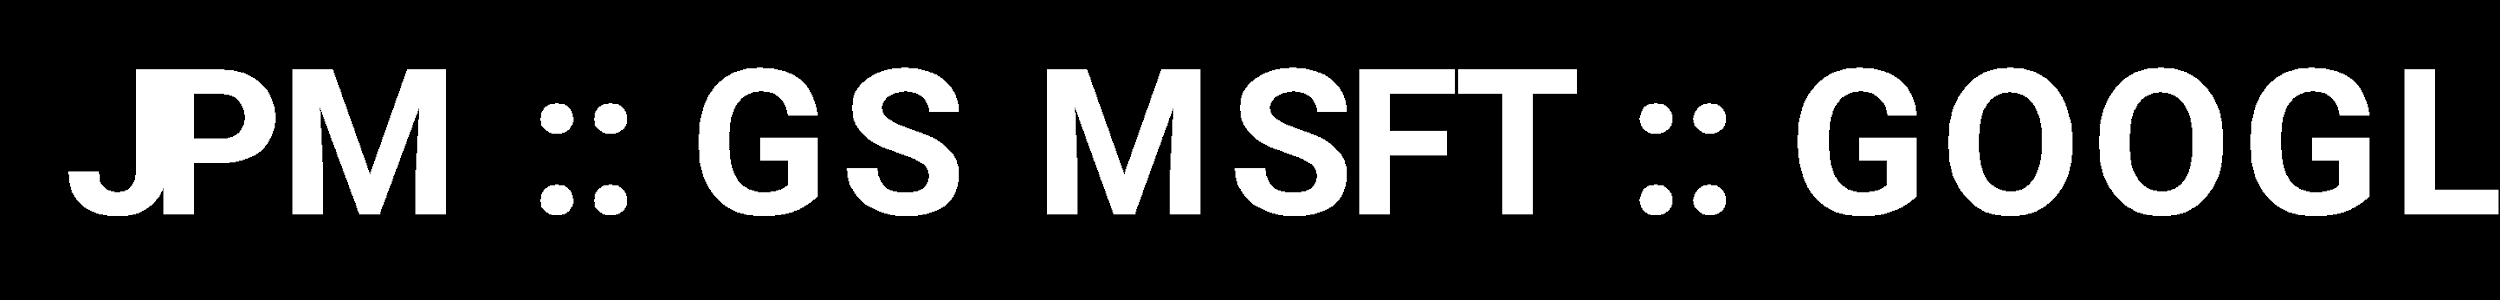 JPM :: GS MSFT :: GOOGL